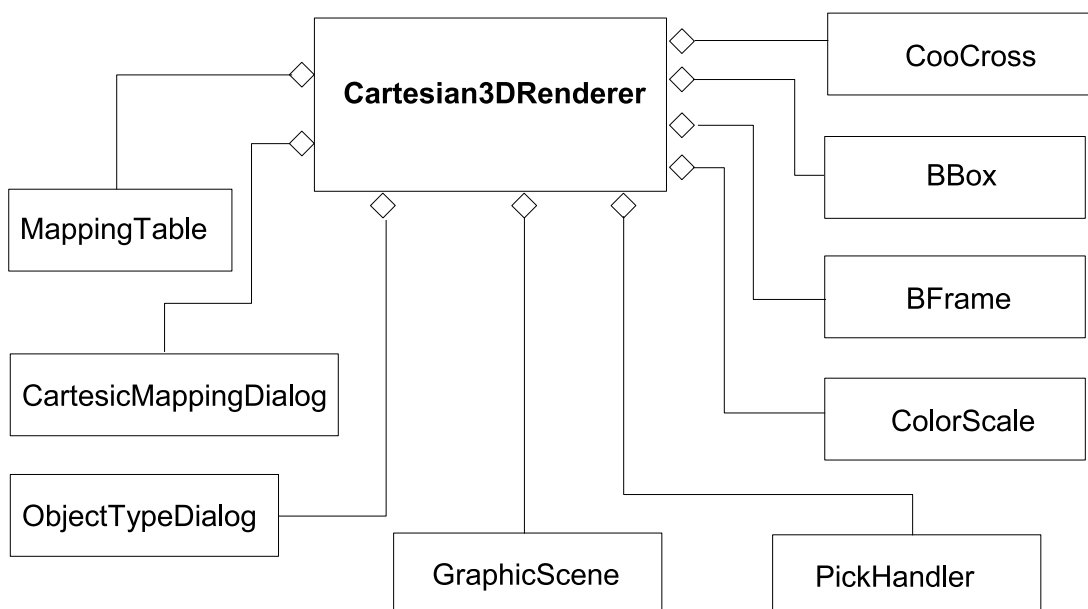 CooCross
Cartesian3DRenderer
BBox
MappingTable
BFrame
CartesicMappingDialog
ColorScale
ObjectTypeDialog
GraphicScene
PickHandler